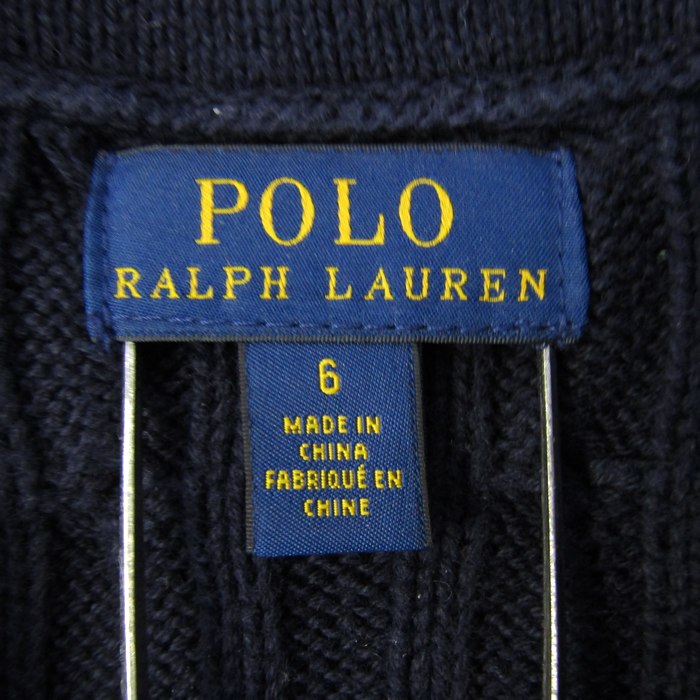 POLO
RALPH LAUREN
6
MADE IN
CHINA
FABRIQUÉ EN
CHINE